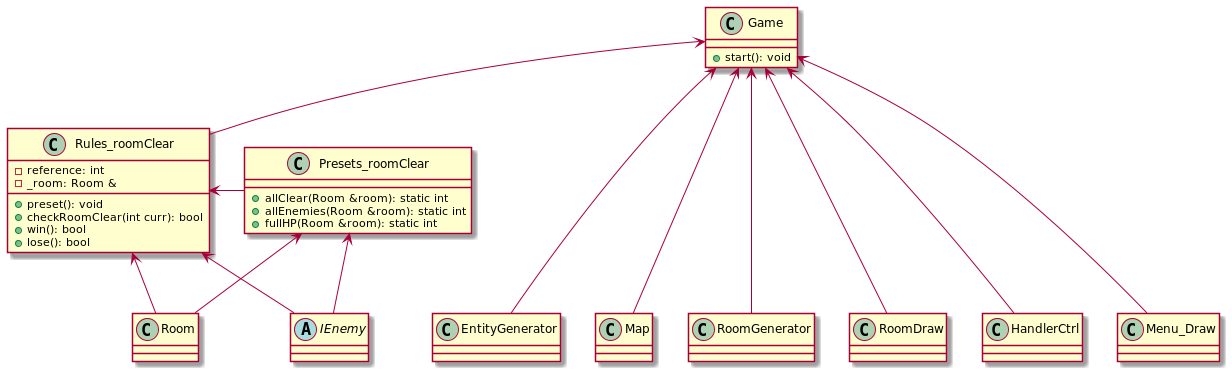 C Game
start(): void
C Rules_roomClear
reference: int
_room: Room &
preset(): void
checkRoomClear(int curr): bool
win(): bool
lose(): bool
C Presets_roomClear
allClear(Room &room): static int
allEnemies(Room &room): static int
fullHP(Room &room): static int
C Room
A IEnemy
C EntityGenerator
C Map
C RoomGenerator
C RoomDraw
C HandlerCtrl
C Menu_Draw